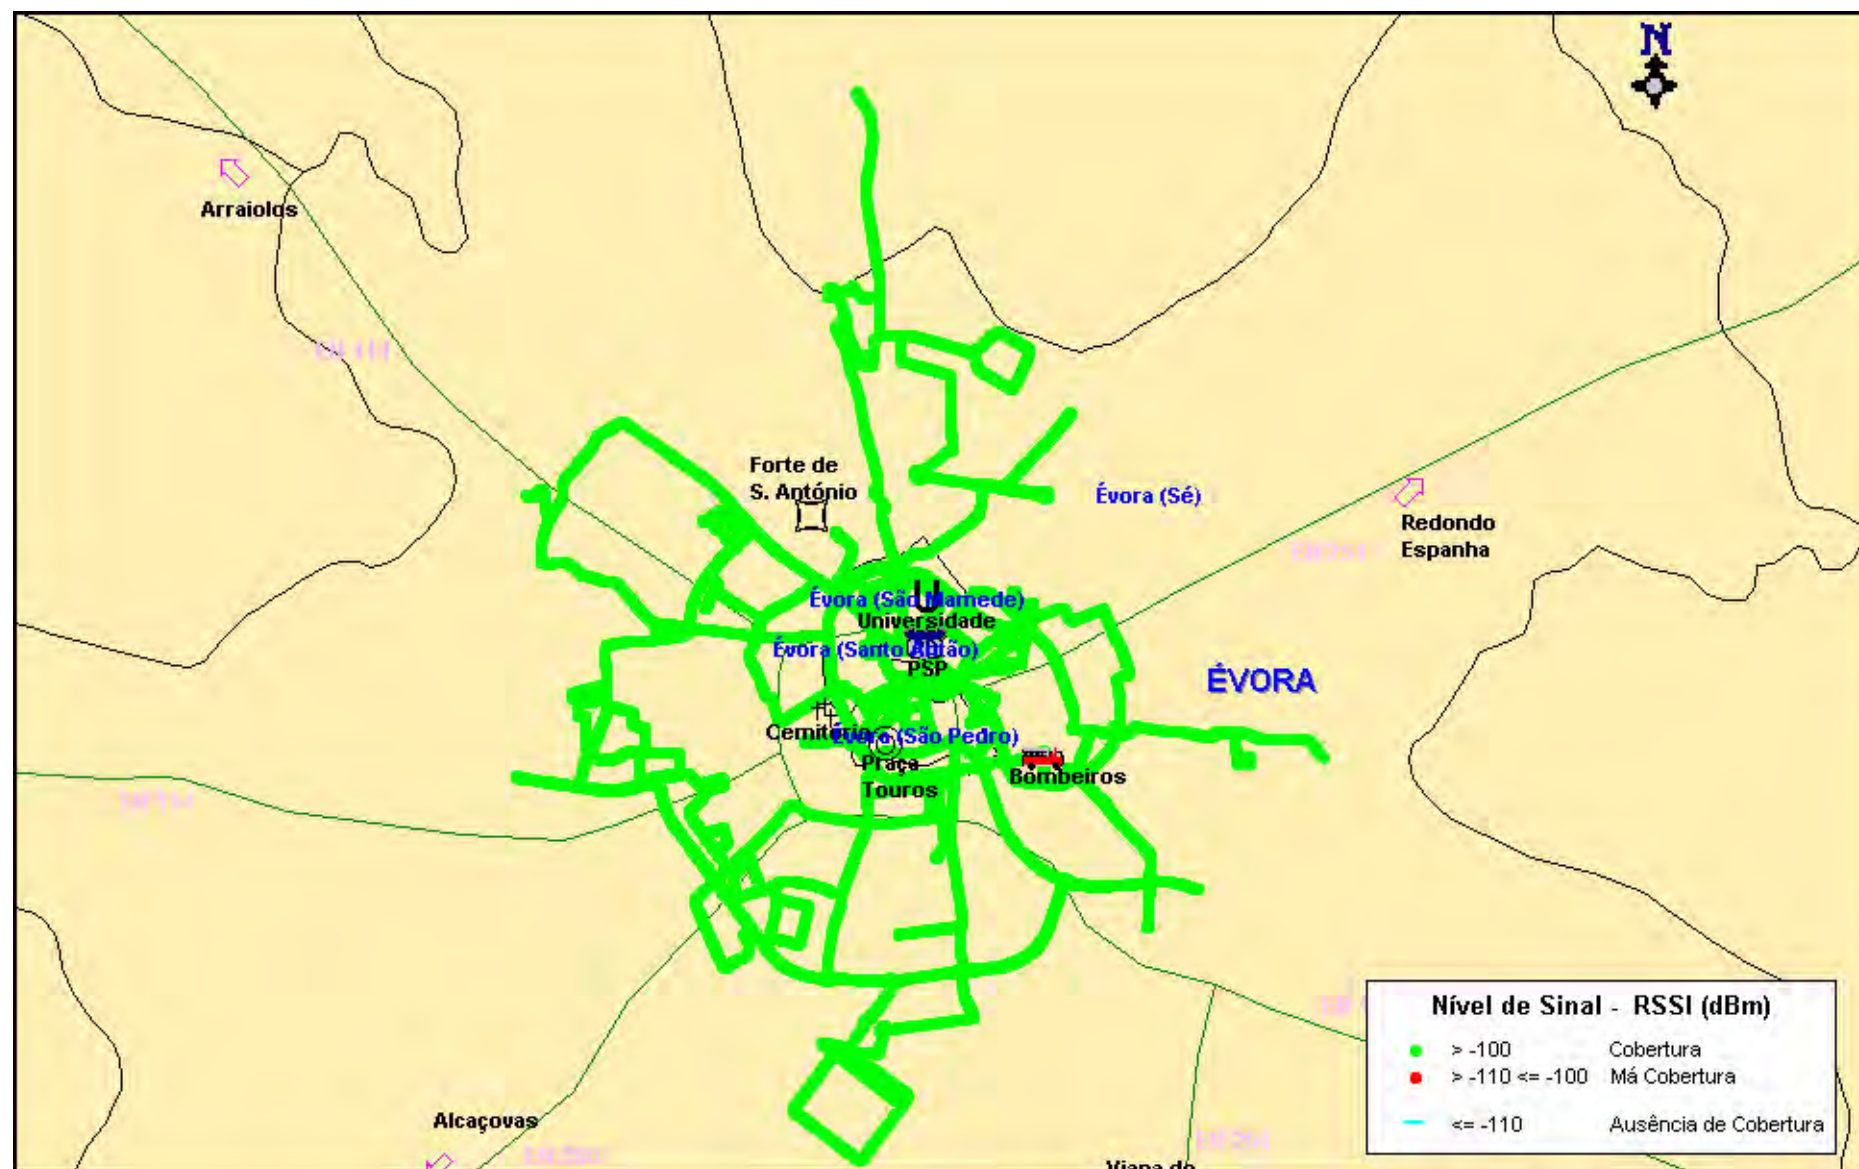 N
Arraiolos
Forte de
S. António
Évora (Sé)
Redondo
Espanha
Évora (São Mamede)
Universidade
Évora (Santo Antão)
PSP
ÉVORA
Cemitério
Évora (São Pedro)
Praça
Touros
Bombeiros
Alcaçovas
Viana do
Nível de Sinal - RSSI (dBm)
> -100 Cobertura
> -110 <= -100 Má Cobertura
<= -110 Ausência de Cobertura